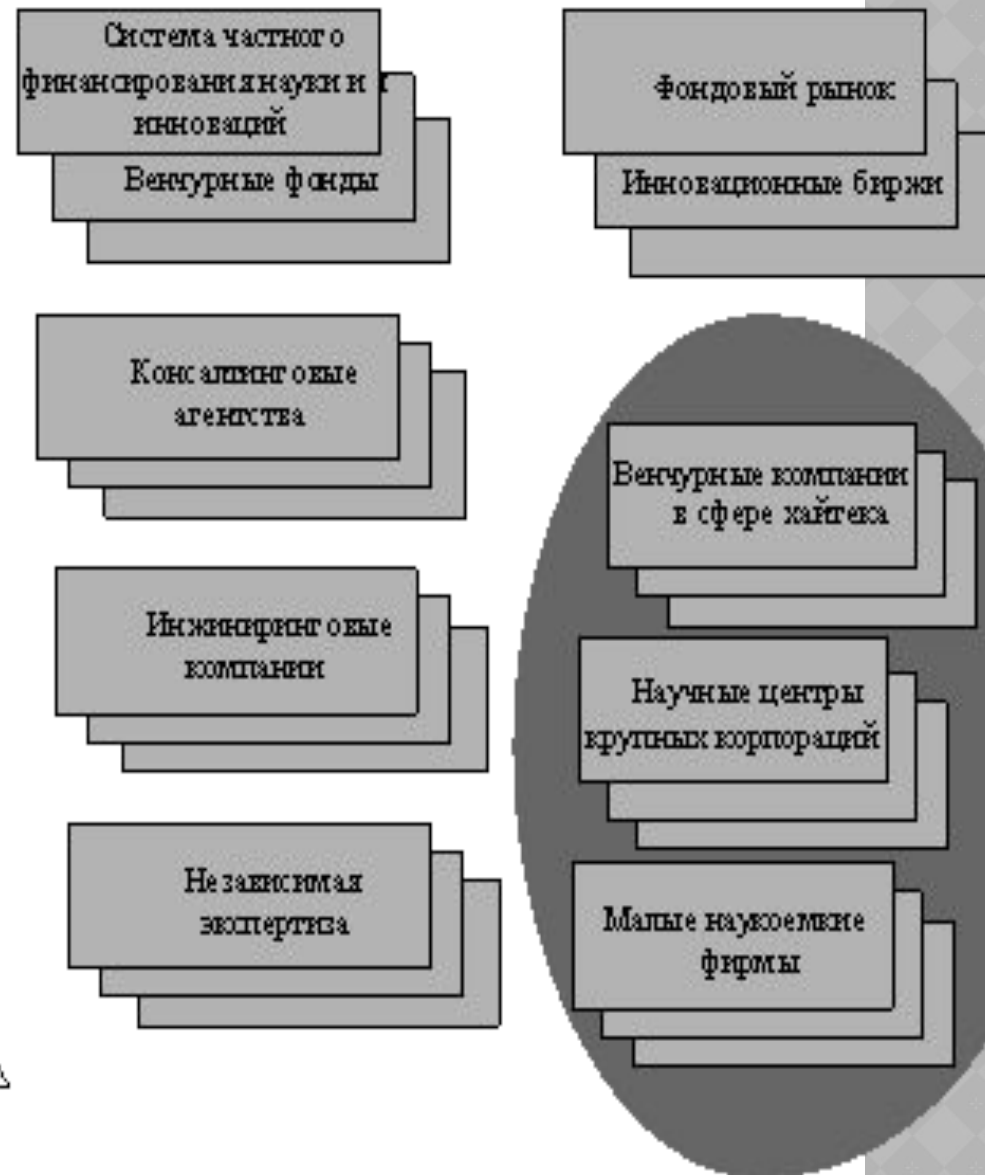 Система частного
финансирования науки и
инноваций
Венчурные фонды
Фондовый рынок
Инновационные биржи
Консалтинговые
агентства
Инжиниринговые
компании
Независимая
экспертиза
Венчурные компании
в сфере хайтека
Научные центры
крупных корпораций
Малые наукоемкие
фирмы